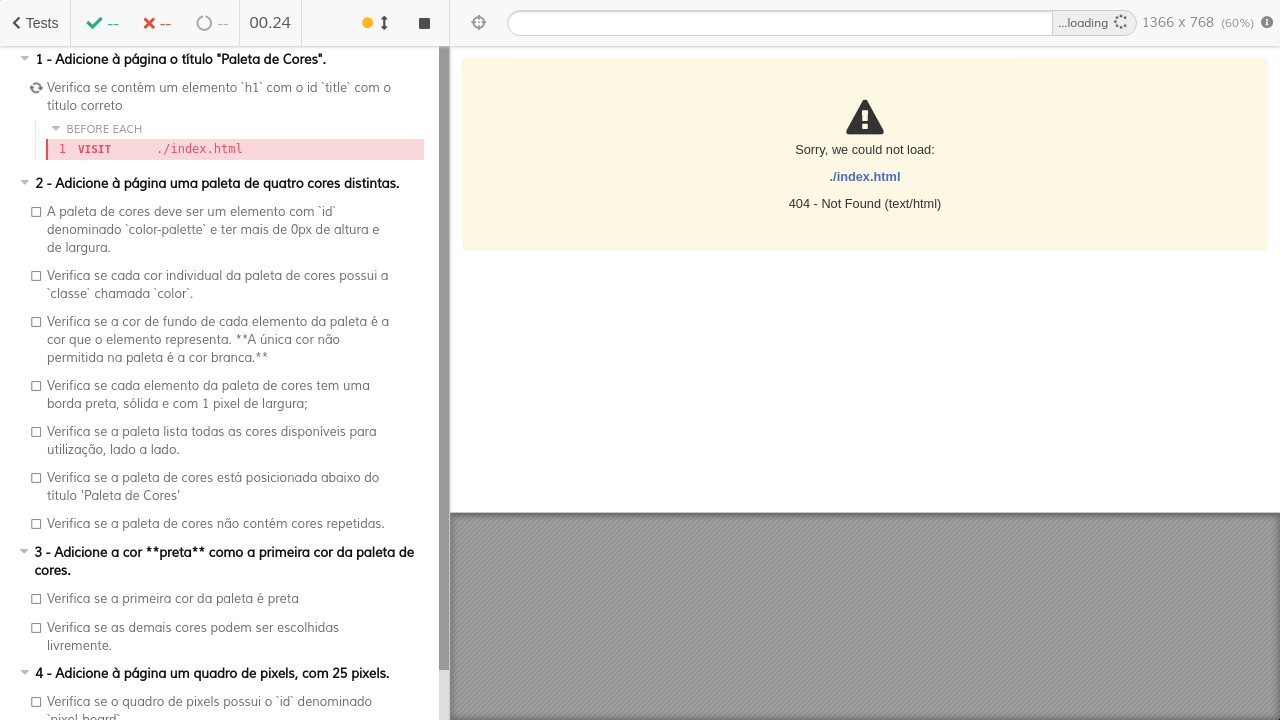 Tests
--
--
--
00.24
...loading
1366 x 768 (60%)
1 - Adicione à página o título "Paleta de Cores".
Verifica se contém um elemento `h1` com o id `title` com o
título correto
BEFORE EACH
1 VISIT ./index.html
2 - Adicione à página uma paleta de quatro cores distintas.
A paleta de cores deve ser um elemento com `id`
denominado `color-palette` e ter mais de 0px de altura e
de largura.
Verifica se cada cor individual da paleta de cores possui a
`classe` chamada `color`.
Verifica se a cor de fundo de cada elemento da paleta é a
cor que o elemento representa. **A única cor não
permitida na paleta é a cor branca.**
Verifica se cada elemento da paleta de cores tem uma
borda preta, sólida e com 1 pixel de largura;
Verifica se a paleta lista todas as cores disponíveis para
utilização, lado a lado.
Verifica se a paleta de cores está posicionada abaixo do
título 'Paleta de Cores'
Verifica se a paleta de cores não contém cores repetidas.
3 - Adicione a cor **preta** como a primeira cor da paleta de
cores.
Verifica se a primeira cor da paleta é preta
Verifica se as demais cores podem ser escolhidas
livremente.
4 - Adicione à página um quadro de pixels, com 25 pixels.
Verifica se o quadro de pixels possui o `id` denominado
`pixel-board`.
Sorry, we could not load:
./index.html
404 - Not Found (text/html)